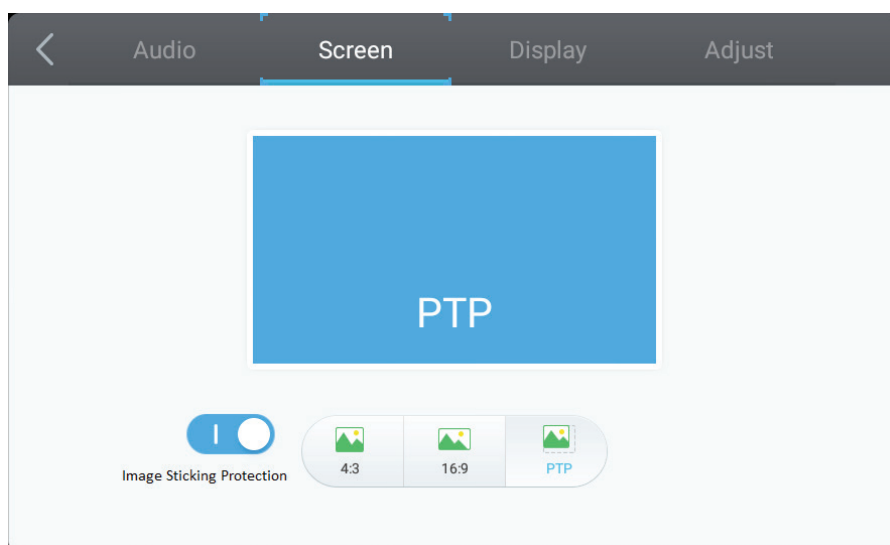 Audio Screen Display Adjust
PTP
Image Sticking Protection
4:3 16:9 PTP